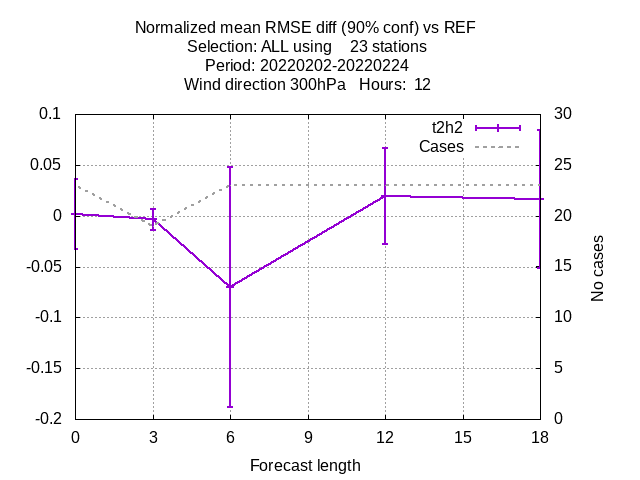 Normalized mean RMSE diff (90% conf) vs REF
Selection: ALL using    23 stations
Period: 20220202-20220224
Wind direction 300hPa   Hours:  12
0.1
0.05
0
-0.05
-0.1
-0.15
-0.2
t2h2
Cases
30
25
20
15
10
5
0
No cases
0 3 6 9 12 15 18
Forecast length